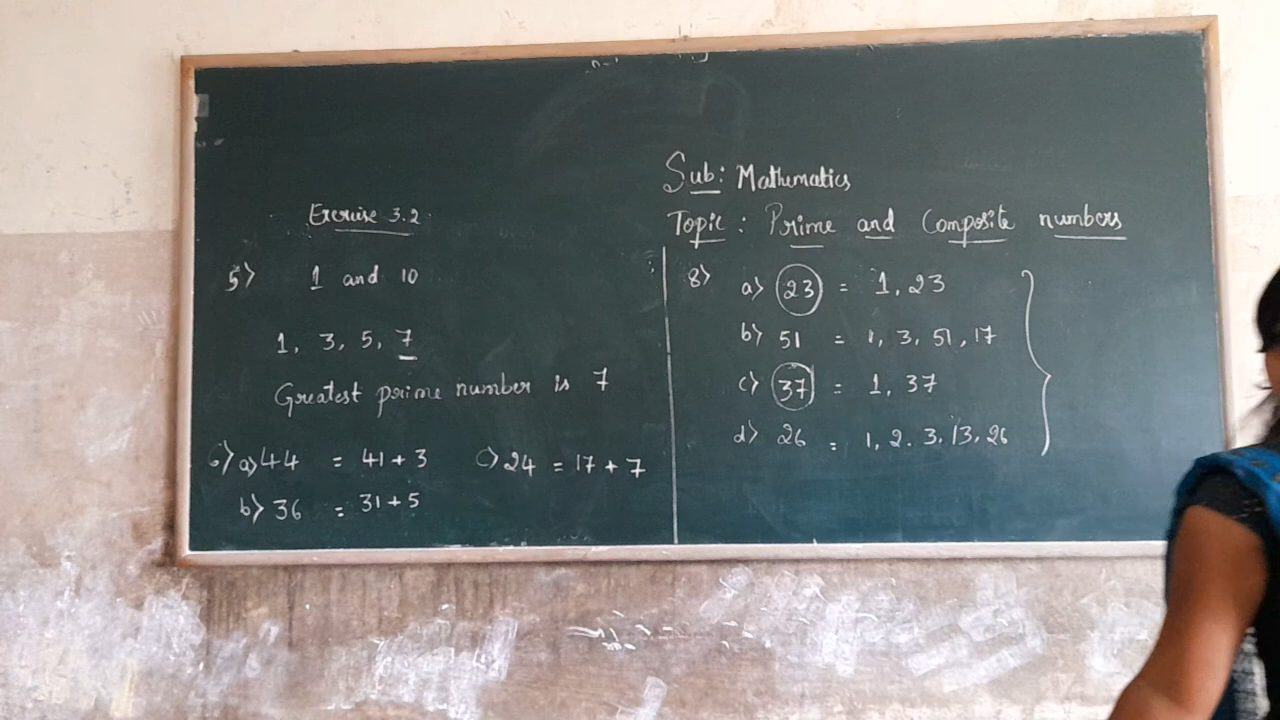 Sub: Mathematics
Topic: Prime and Composite numbers
Exercise 3.2
5) 1 and 10
1, 3, 5, 7
Greatest prime number is 7
6) a) 44 = 41 + 3 c) 24 = 17 + 7
b) 36 = 31 + 5
8) a) 23 = 1, 23
b) 51 = 1, 3, 51, 17
c) 37 = 1, 37
d) 26 = 1, 2. 3, 13, 26